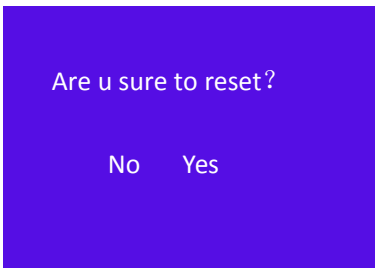 Are u sure to reset？
No Yes